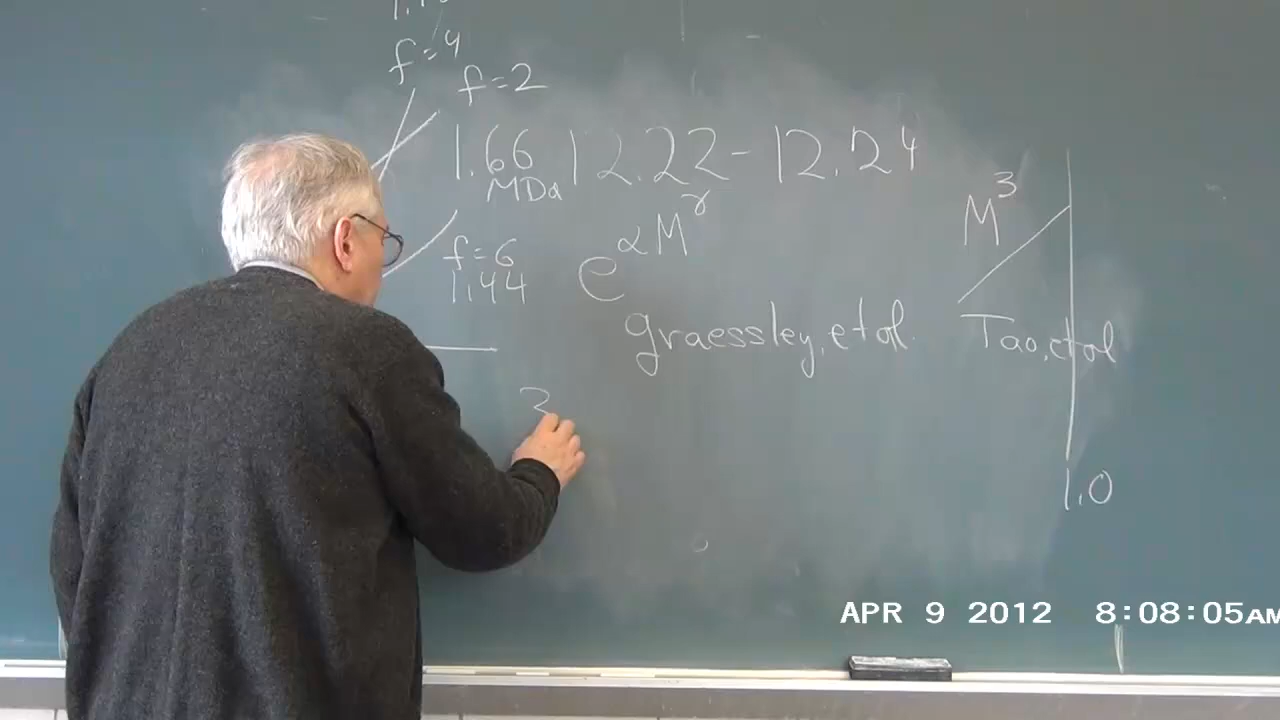 f=4
f=2
1.66 12.22-12.24
MDa
e^αM^γ
M^3
f=6
1.44
graessley, et al.
Tao, et al
1.0
APR 9 2012 8:08:05AM